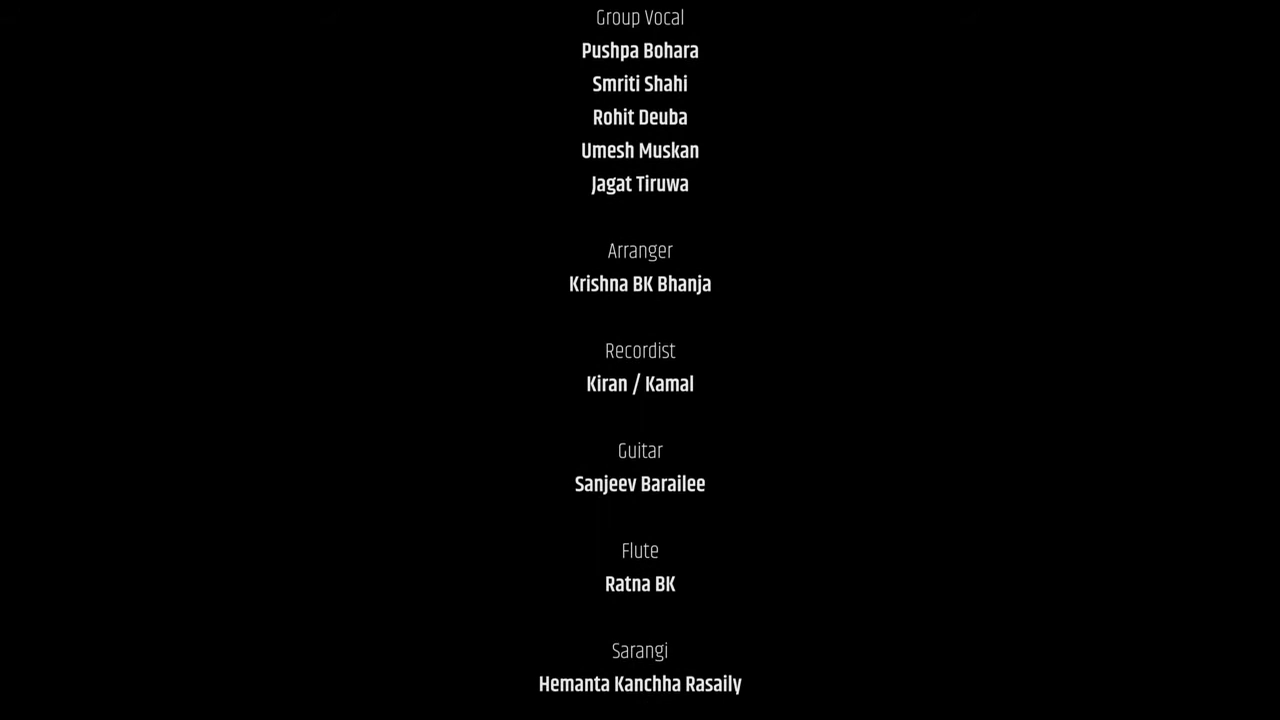 Group Vocal
Pushpa Bohara
Smriti Shahi
Rohit Deuba
Umesh Muskan
Jagat Tiruwa
Arranger
Krishna BK Bhanja
Recordist
Kiran / Kamal
Guitar
Sanjeev Barailee
Flute
Ratna BK
Sarangi
Hemanta Kanchha Rasaily